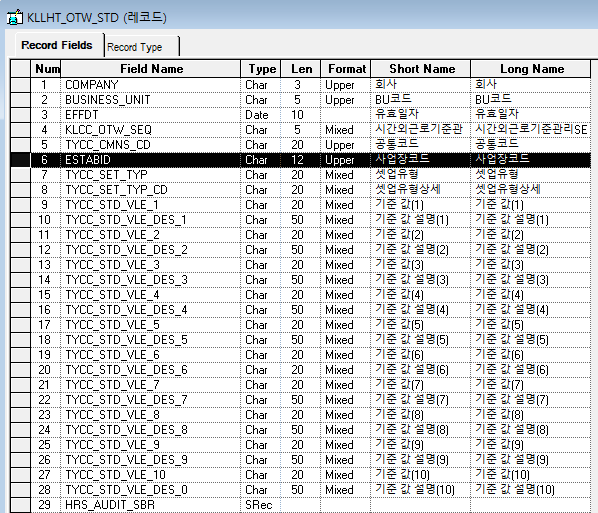 KLLHT_OTW_STD (레코드)
Record Fields Record Type
Num Field Name Type Len Format Short Name Long Name
1 COMPANY Char 3 Upper 회사 회사
2 BUSINESS_UNIT Char 5 Upper BU코드 BU코드
3 EFFDT Date 10 유효일자 유효일자
4 KLCC_OTW_SEQ Char 5 Mixed 시간외근로기준관 시간외근로기준관리SE
5 TYCC_CMNS_CD Char 20 Upper 공통코드 공통코드
6 ESTABID Char 12 Upper 사업장코드 사업장코드
7 TYCC_SET_TYP Char 20 Mixed 셋업유형 셋업유형
8 TYCC_SET_TYP_CD Char 20 Mixed 셋업유형상세 셋업유형상세
9 TYCC_STD_VLE_1 Char 20 Mixed 기준 값(1) 기준 값(1)
10 TYCC_STD_VLE_DES_1 Char 50 Mixed 기준 값 설명(1) 기준 값 설명(1)
11 TYCC_STD_VLE_2 Char 20 Mixed 기준 값(2) 기준 값(2)
12 TYCC_STD_VLE_DES_2 Char 50 Mixed 기준 값 설명(2) 기준 값 설명(2)
13 TYCC_STD_VLE_3 Char 20 Mixed 기준 값(3) 기준 값(3)
14 TYCC_STD_VLE_DES_3 Char 50 Mixed 기준 값 설명(3) 기준 값 설명(3)
15 TYCC_STD_VLE_4 Char 20 Mixed 기준 값(4) 기준 값(4)
16 TYCC_STD_VLE_DES_4 Char 50 Mixed 기준 값 설명(4) 기준 값 설명(4)
17 TYCC_STD_VLE_5 Char 20 Mixed 기준 값(5) 기준 값(5)
18 TYCC_STD_VLE_DES_5 Char 50 Mixed 기준 값 설명(5) 기준 값 설명(5)
19 TYCC_STD_VLE_6 Char 20 Mixed 기준 값(6) 기준 값(6)
20 TYCC_STD_VLE_DES_6 Char 50 Mixed 기준 값 설명(6) 기준 값 설명(6)
21 TYCC_STD_VLE_7 Char 20 Mixed 기준 값(7) 기준 값(7)
22 TYCC_STD_VLE_DES_7 Char 50 Mixed 기준 값 설명(7) 기준 값 설명(7)
23 TYCC_STD_VLE_8 Char 20 Mixed 기준 값(8) 기준 값(8)
24 TYCC_STD_VLE_DES_8 Char 50 Mixed 기준 값 설명(8) 기준 값 설명(8)
25 TYCC_STD_VLE_9 Char 20 Mixed 기준 값(9) 기준 값(9)
26 TYCC_STD_VLE_DES_9 Char 50 Mixed 기준 값 설명(9) 기준 값 설명(9)
27 TYCC_STD_VLE_10 Char 20 Mixed 기준 값(10) 기준 값(10)
28 TYCC_STD_VLE_DES_0 Char 50 Mixed 기준 값 설명(10) 기준 값 설명(10)
29 HRS_AUDIT_SBR SRec